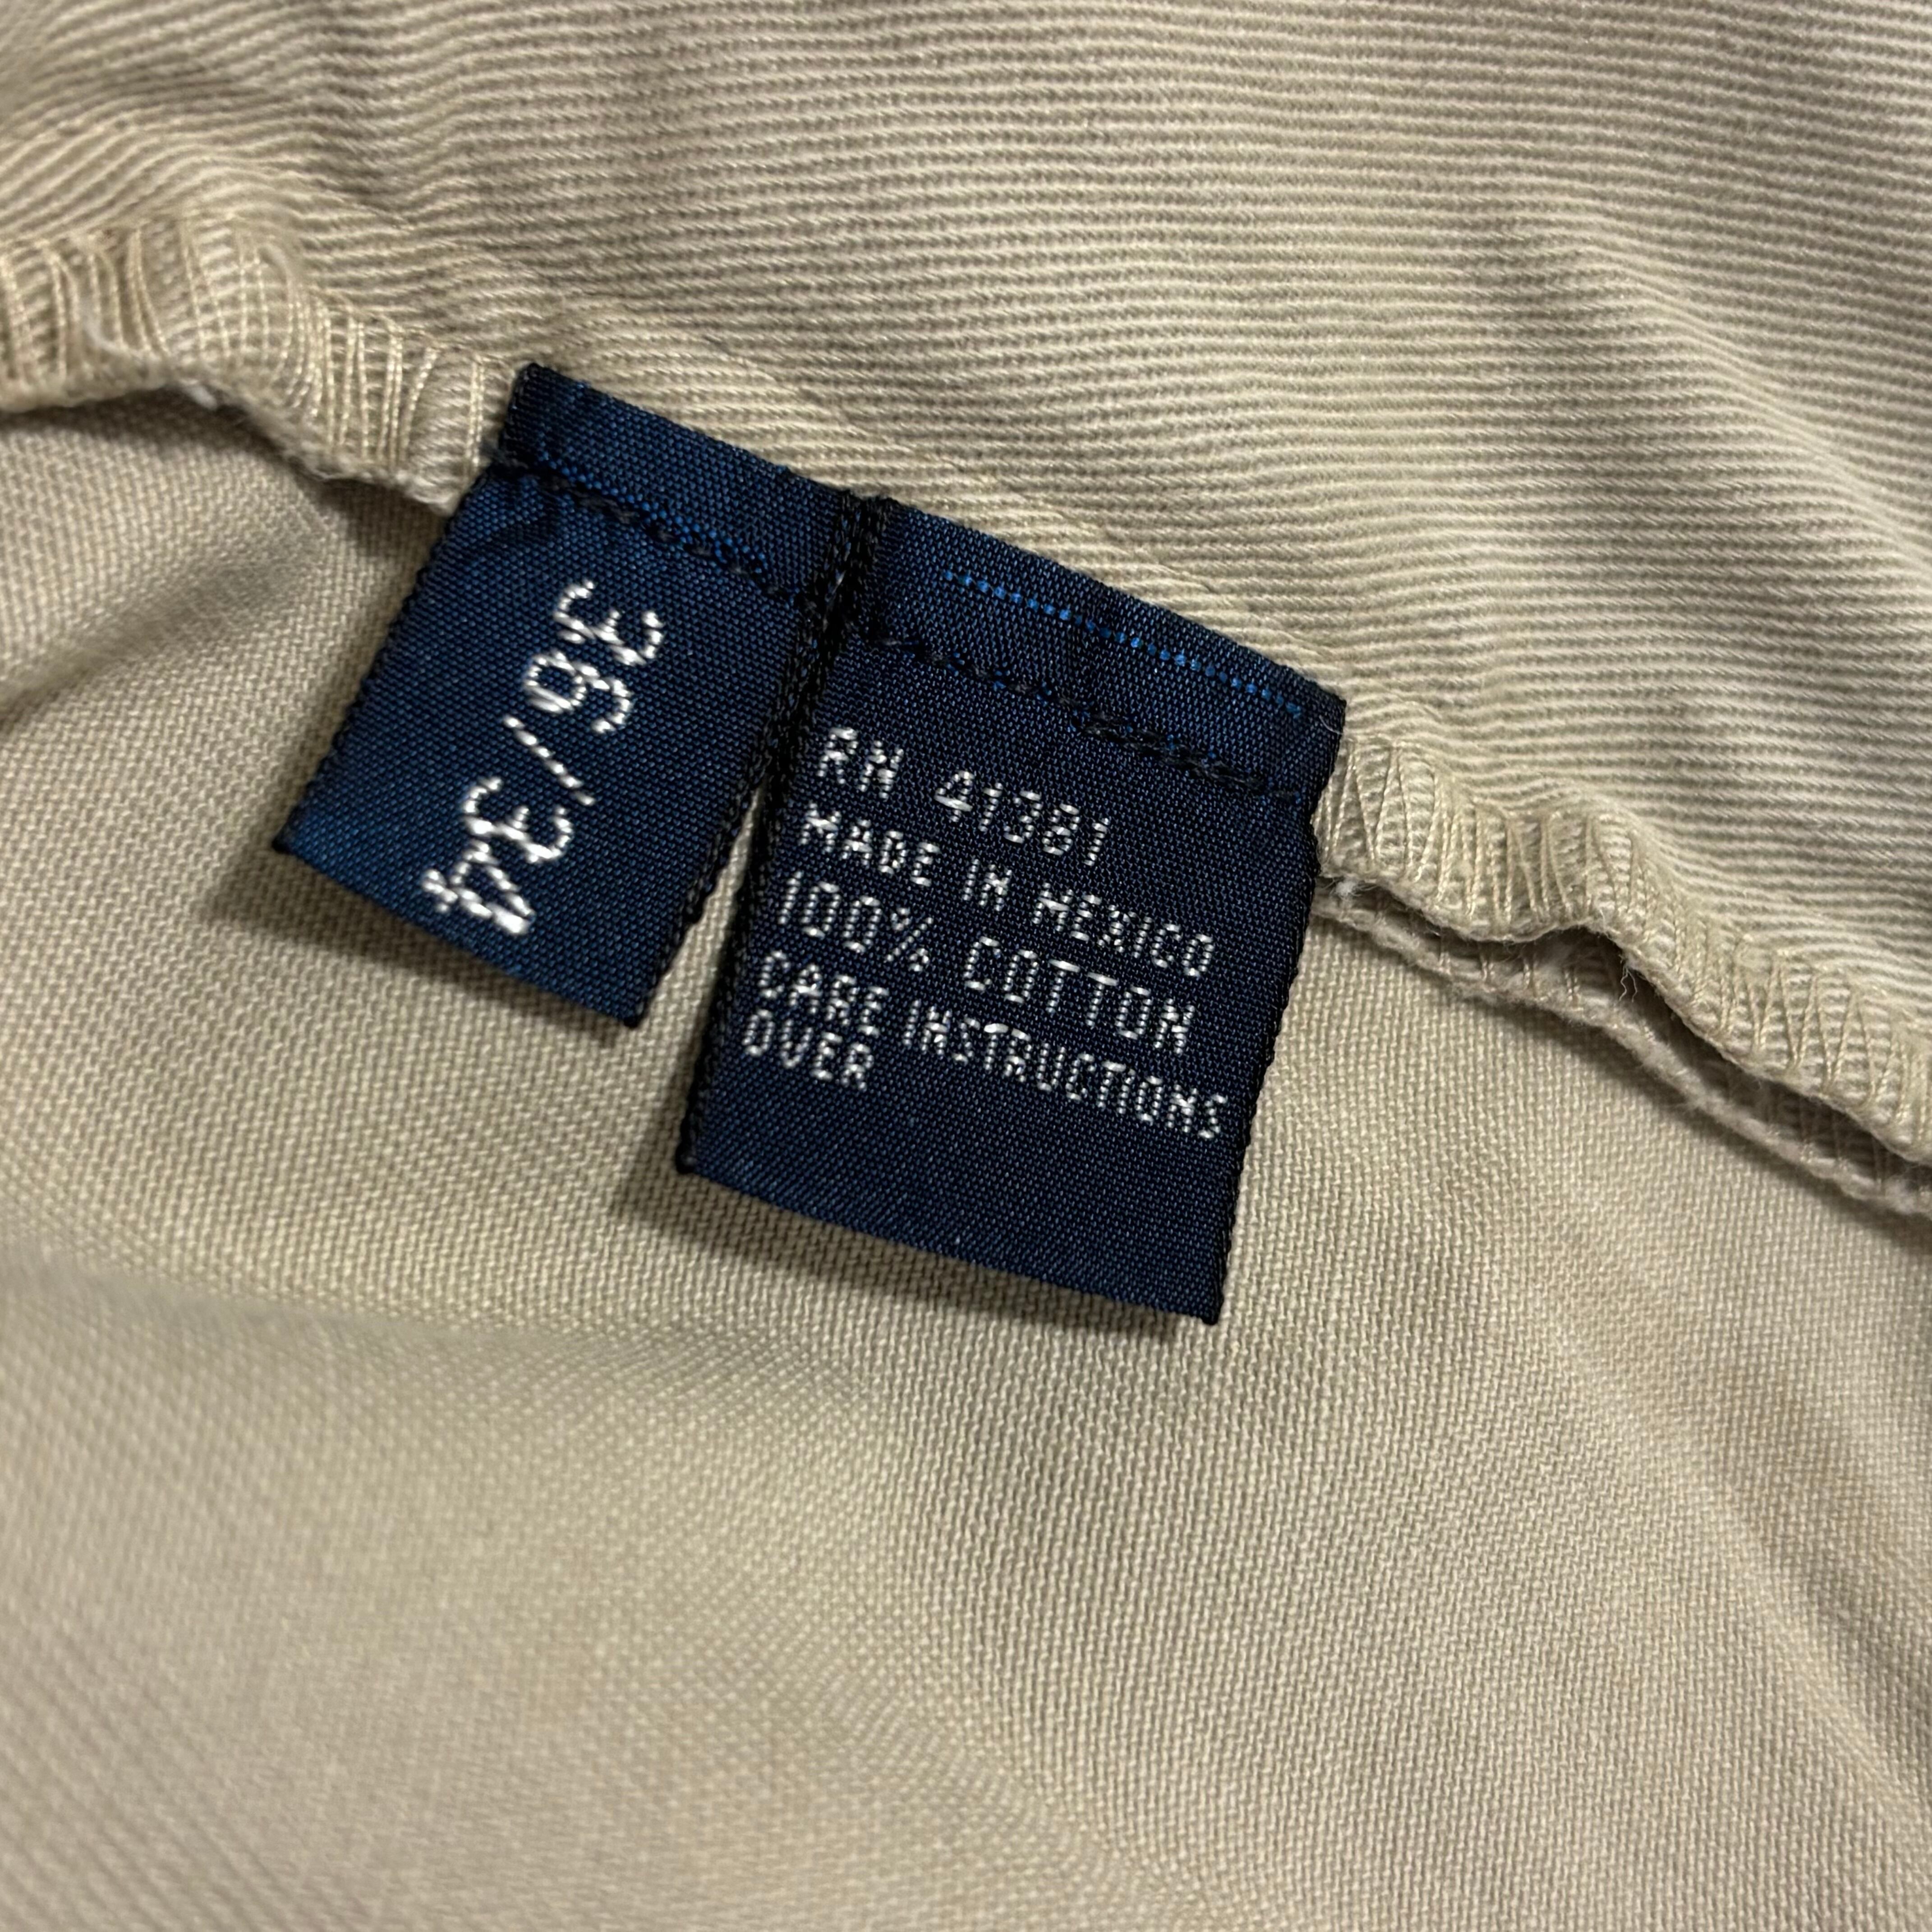 36/34
RN 41381
MADE IN MEXICO
100% COTTON
CARE INSTRUCTIONS
OVER